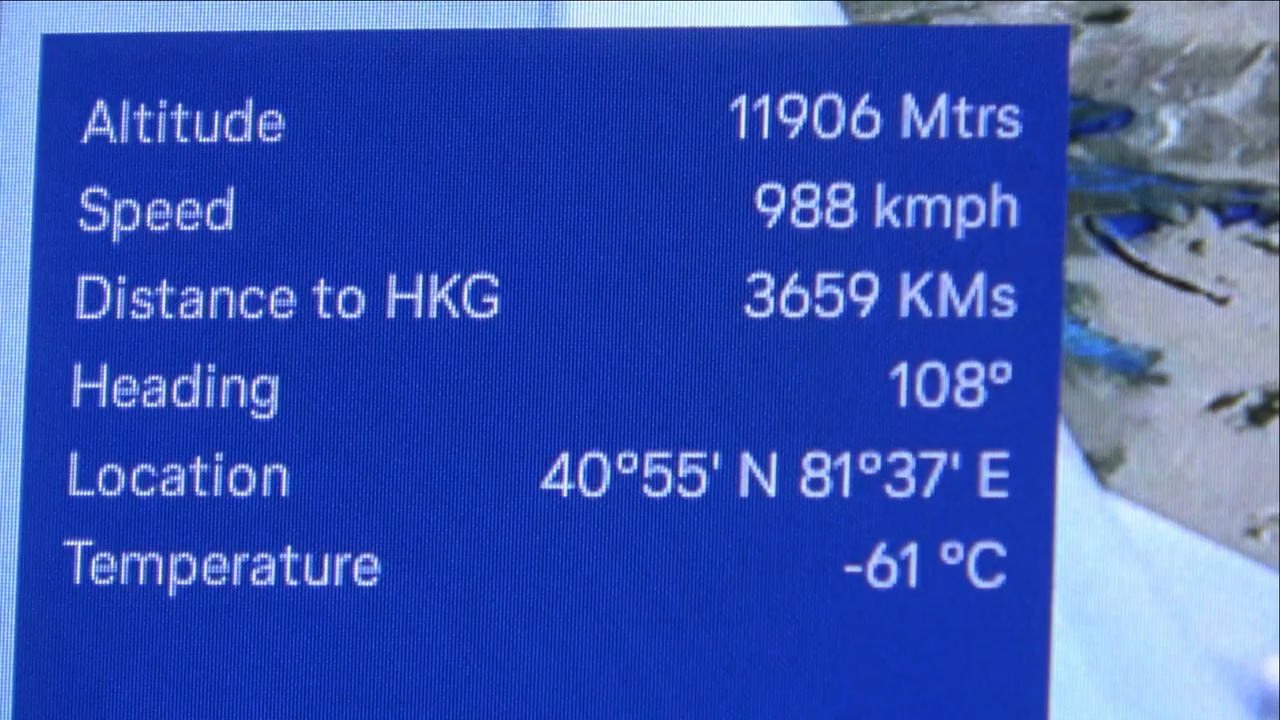 Altitude 11906 Mtrs
Speed 988 kmph
Distance to HKG 3659 KMs
Heading 108°
Location 40°55' N 81°37' E
Temperature -61 °C